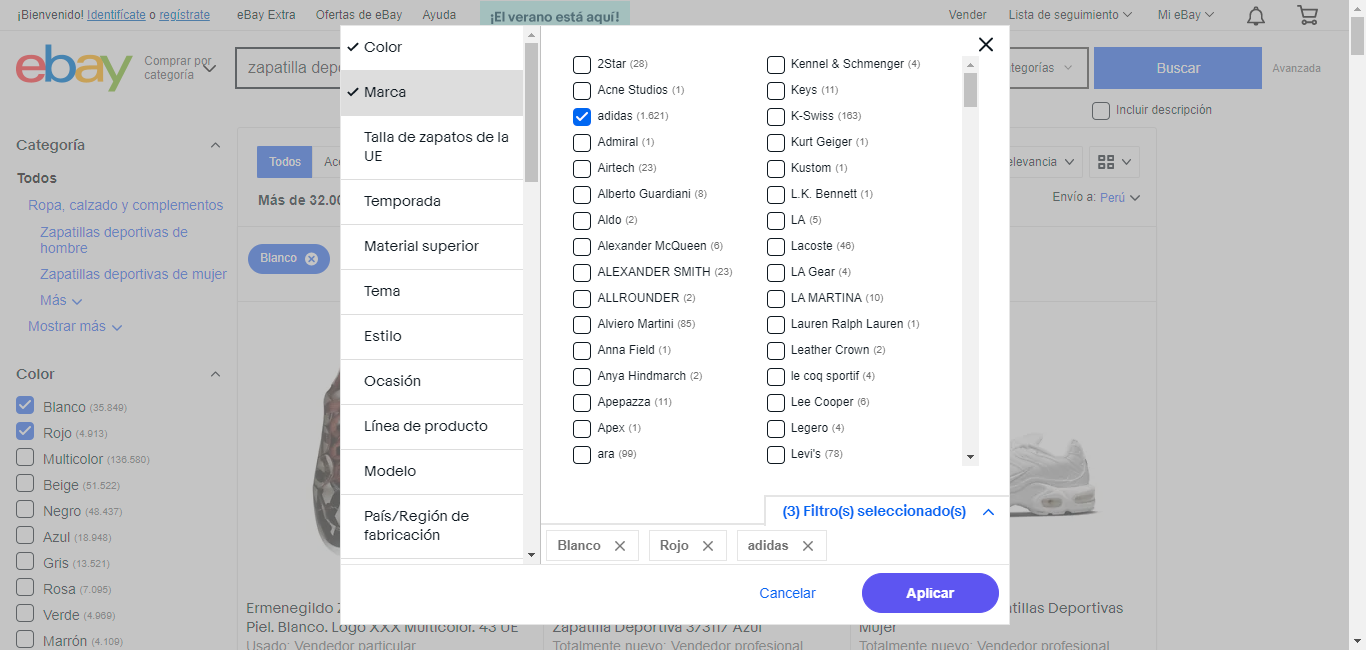 ¡Bienvenido! Identifícate o regístrate
eBay Extra
Ofertas de eBay
Ayuda
¡El verano está aquí!
Vender
Lista de seguimiento
Mi eBay
ebay
Comprar por
categoría
zapatilla
Buscar
Avanzada
Incluir descripción
Categoría
Todos
Ropa, calzado y complementos
Zapatillas deportivas de
hombre
Zapatillas deportivas de mujer
Más
Mostrar más
Color
Blanco (35.849)
Rojo (4.913)
Multicolor (136.580)
Beige (51.522)
Negro (48.437)
Azul (18.948)
Gris (13.521)
Rosa (7.095)
Verde (4.969)
Marrón (4.109)
Todos
Más de 32.00
Envío a: Perú
Blanco
Color
Marca
Talla de zapatos de la
UE
Temporada
Material superior
Tema
Estilo
Ocasión
Línea de producto
Modelo
País/Región de
fabricación
2Star (28)
Acne Studios (1)
adidas (1.621)
Admiral (1)
Airtech (23)
Alberto Guardiani (8)
Aldo (2)
Alexander McQueen (6)
ALEXANDER SMITH (23)
ALLROUNDER (2)
Alviero Martini (85)
Anna Field (1)
Anya Hindmarch (2)
Apepazza (11)
Apex (1)
ara (99)
Kennel & Schmenger (4)
Keys (11)
K-Swiss (163)
Kurt Geiger (1)
Kustom (1)
L.K. Bennett (1)
LA (5)
Lacoste (46)
LA Gear (4)
LA MARTINA (10)
Lauren Ralph Lauren (1)
Leather Crown (2)
le coq sportif (4)
Lee Cooper (6)
Legero (4)
Levi's (78)
(3) Filtro(s) seleccionado(s)
Blanco
Rojo
adidas
Cancelar
Aplicar
Ermenegildo
Piel. Blanco. Logo XXX Multicolor. 43 UE
Usado: Vendedor particular
Zapatilla Deportiva 373117 Azul
Totalmente nuevo: Vendedor profesional
Deportivas
Mujer
Totalmente nuevo: Vendedor profesional